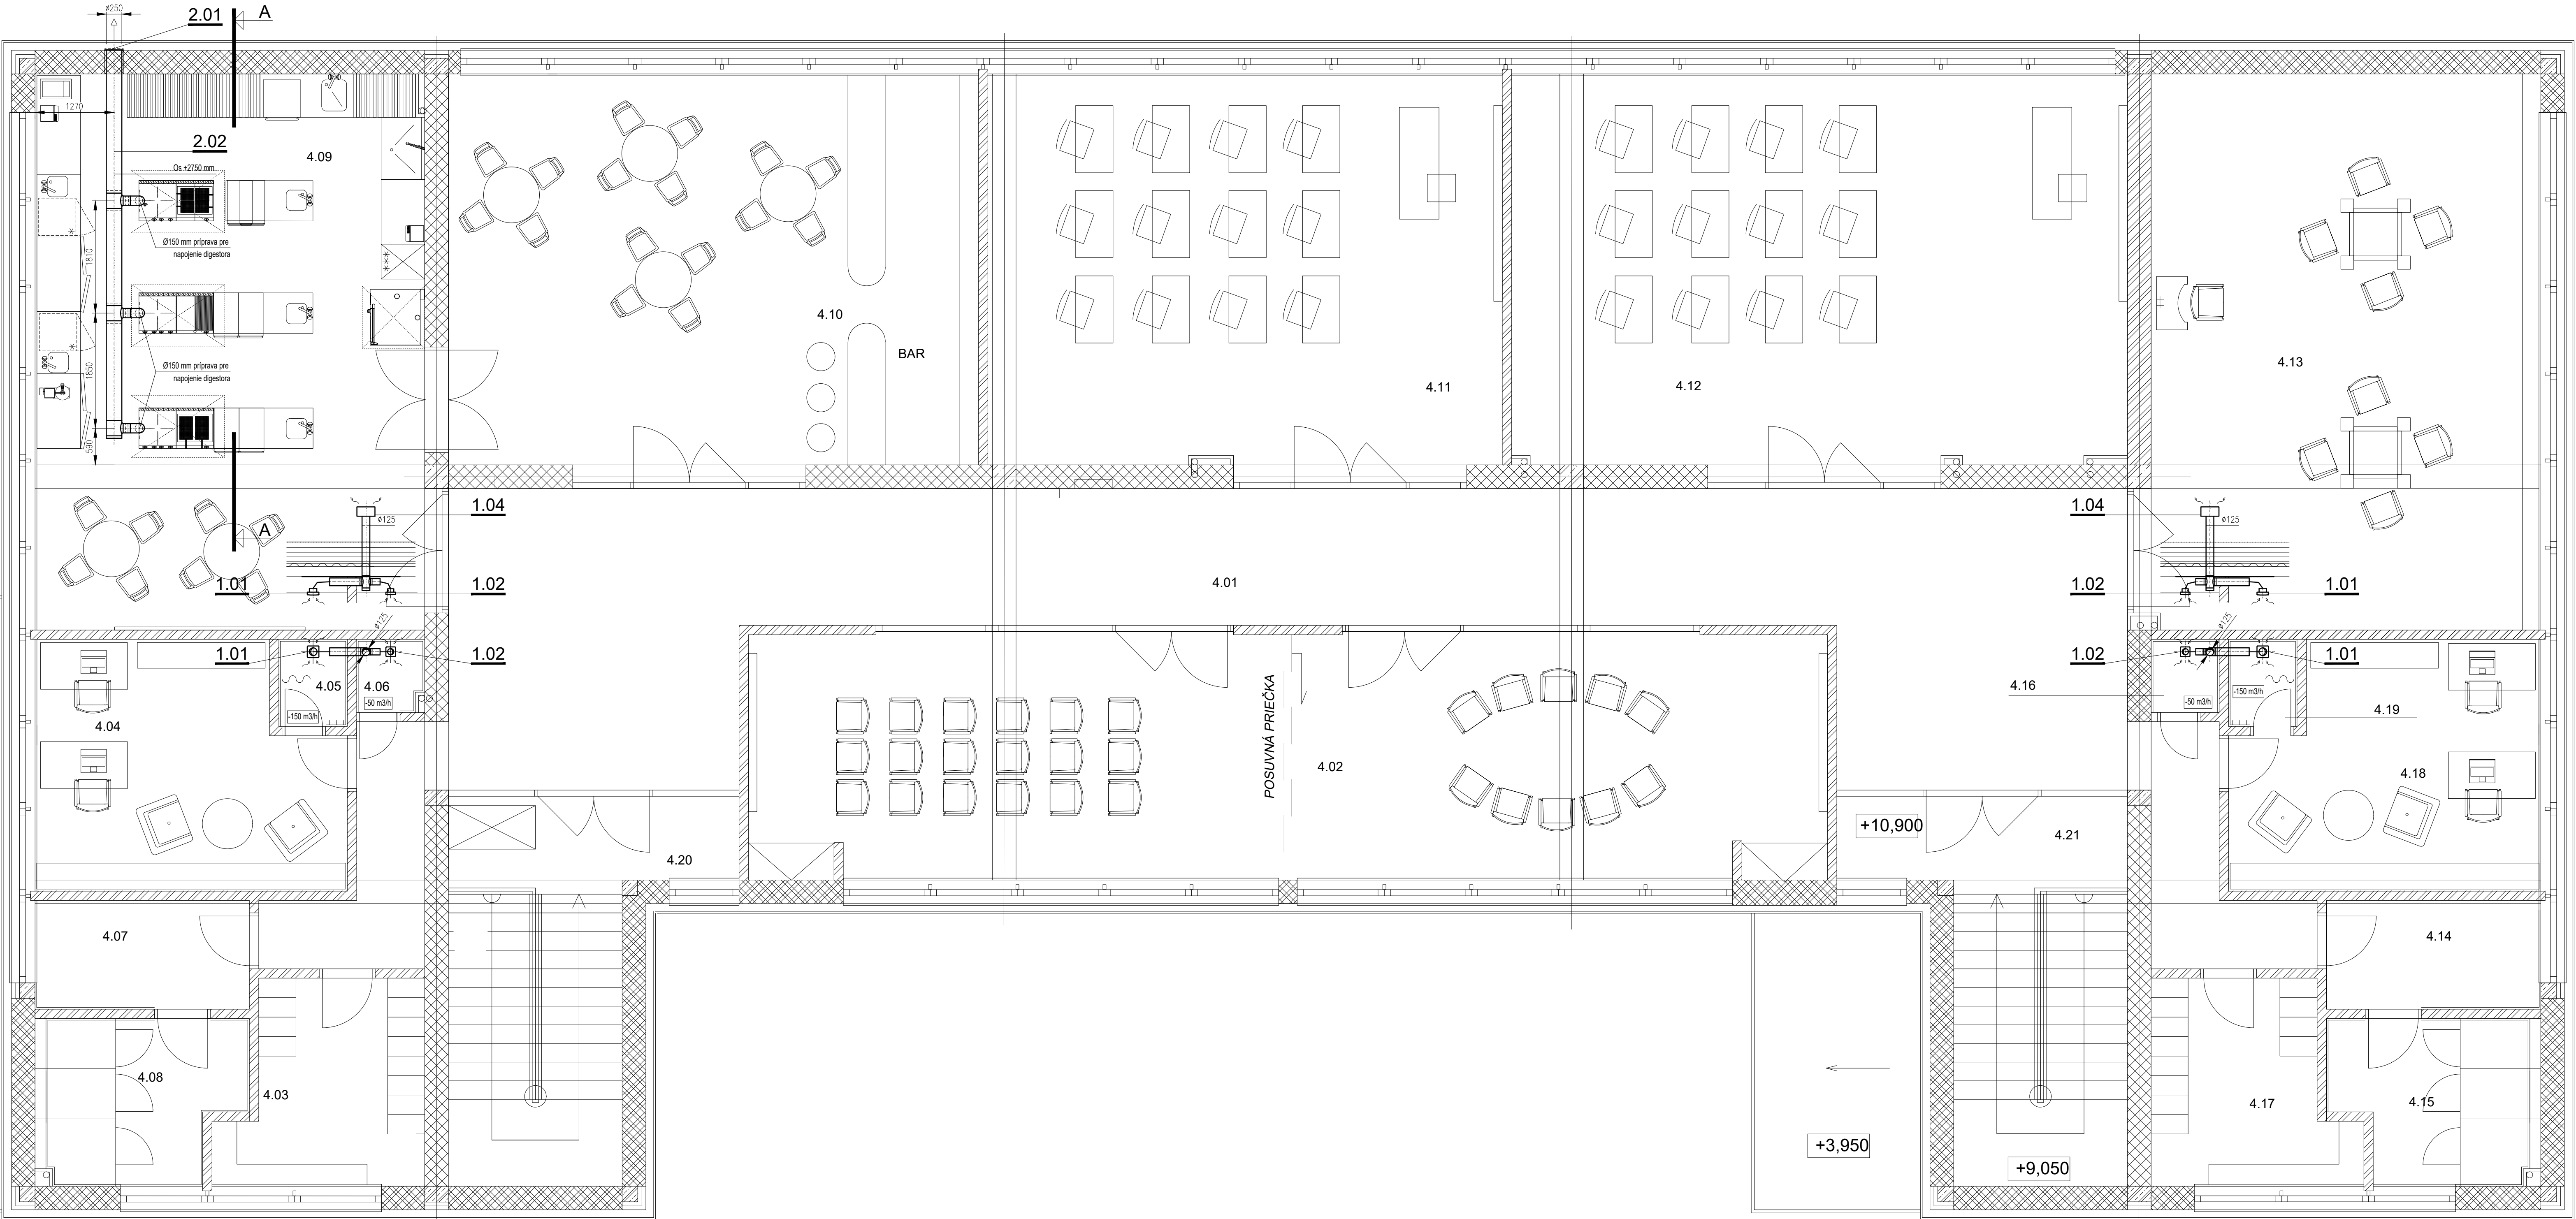 ø250
2.01
A
1270
2.02
4.09
Os +2750 mm
Ø150 mm príprava pre
napojenie digestora
1810
4.10
BAR
4.11
4.12
4.13
Ø150 mm príprava pre
napojenie digestora
1850
590
1.04
ø125
A
1.01
1.02
4.01
1.04
ø125
1.02
1.01
ø125
1.01
1.02
4.05
4.06
-150 m3/h
-50 m3/h
4.04
POSUVNÁ PRIEČKA
4.02
ø125
1.02
1.01
4.16
-50 m3/h
-150 m3/h
4.19
4.18
+10,900
4.21
4.20
4.07
4.14
4.08
4.03
4.17
4.15
+3,950
+9,050